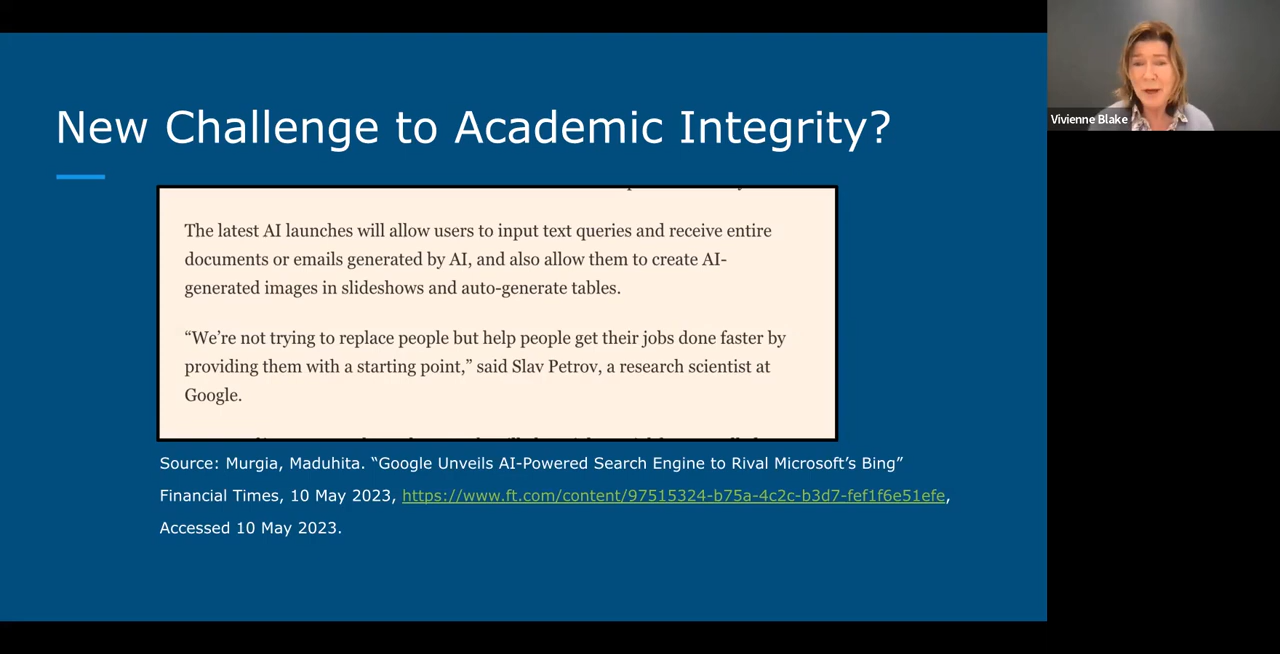 New Challenge to Academic Integrity?
The latest AI launches will allow users to input text queries and receive entire
documents or emails generated by AI, and also allow them to create AI-
generated images in slideshows and auto-generate tables.
“We’re not trying to replace people but help people get their jobs done faster by
providing them with a starting point,” said Slav Petrov, a research scientist at
Google.
Source: Murgia, Maduhita. “Google Unveils AI-Powered Search Engine to Rival Microsoft’s Bing”
Financial Times, 10 May 2023, https://www.ft.com/content/97515324-b75a-4c2c-b3d7-fef1f6e51efe,
Accessed 10 May 2023.
Vivienne Blake